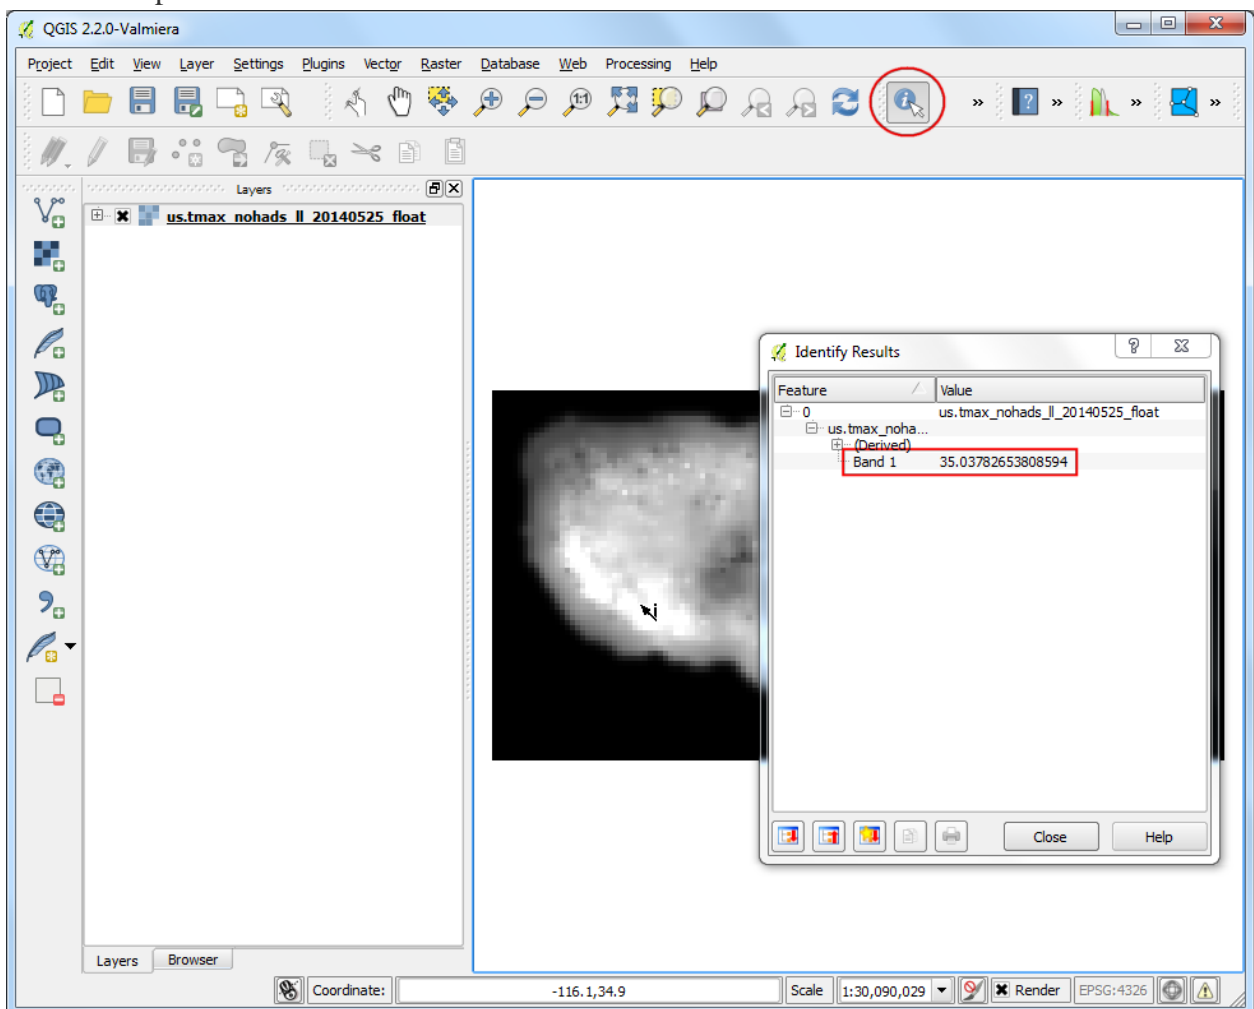 QGIS 2.2.0-Valmiera
Project Edit View Layer Settings Plugins Vector Raster Database Web Processing Help
Layers
us.tmax_nohads_ll_20140525_float
Identify Results
Feature Value
0 us.tmax_nohads_ll_20140525_float
us.tmax_noha...
(Derived)
Band 1 35.03782653808594
Close Help
Layers Browser
Coordinate: -116.1,34.9 Scale 1:30,090,029 Render EPSG:4326